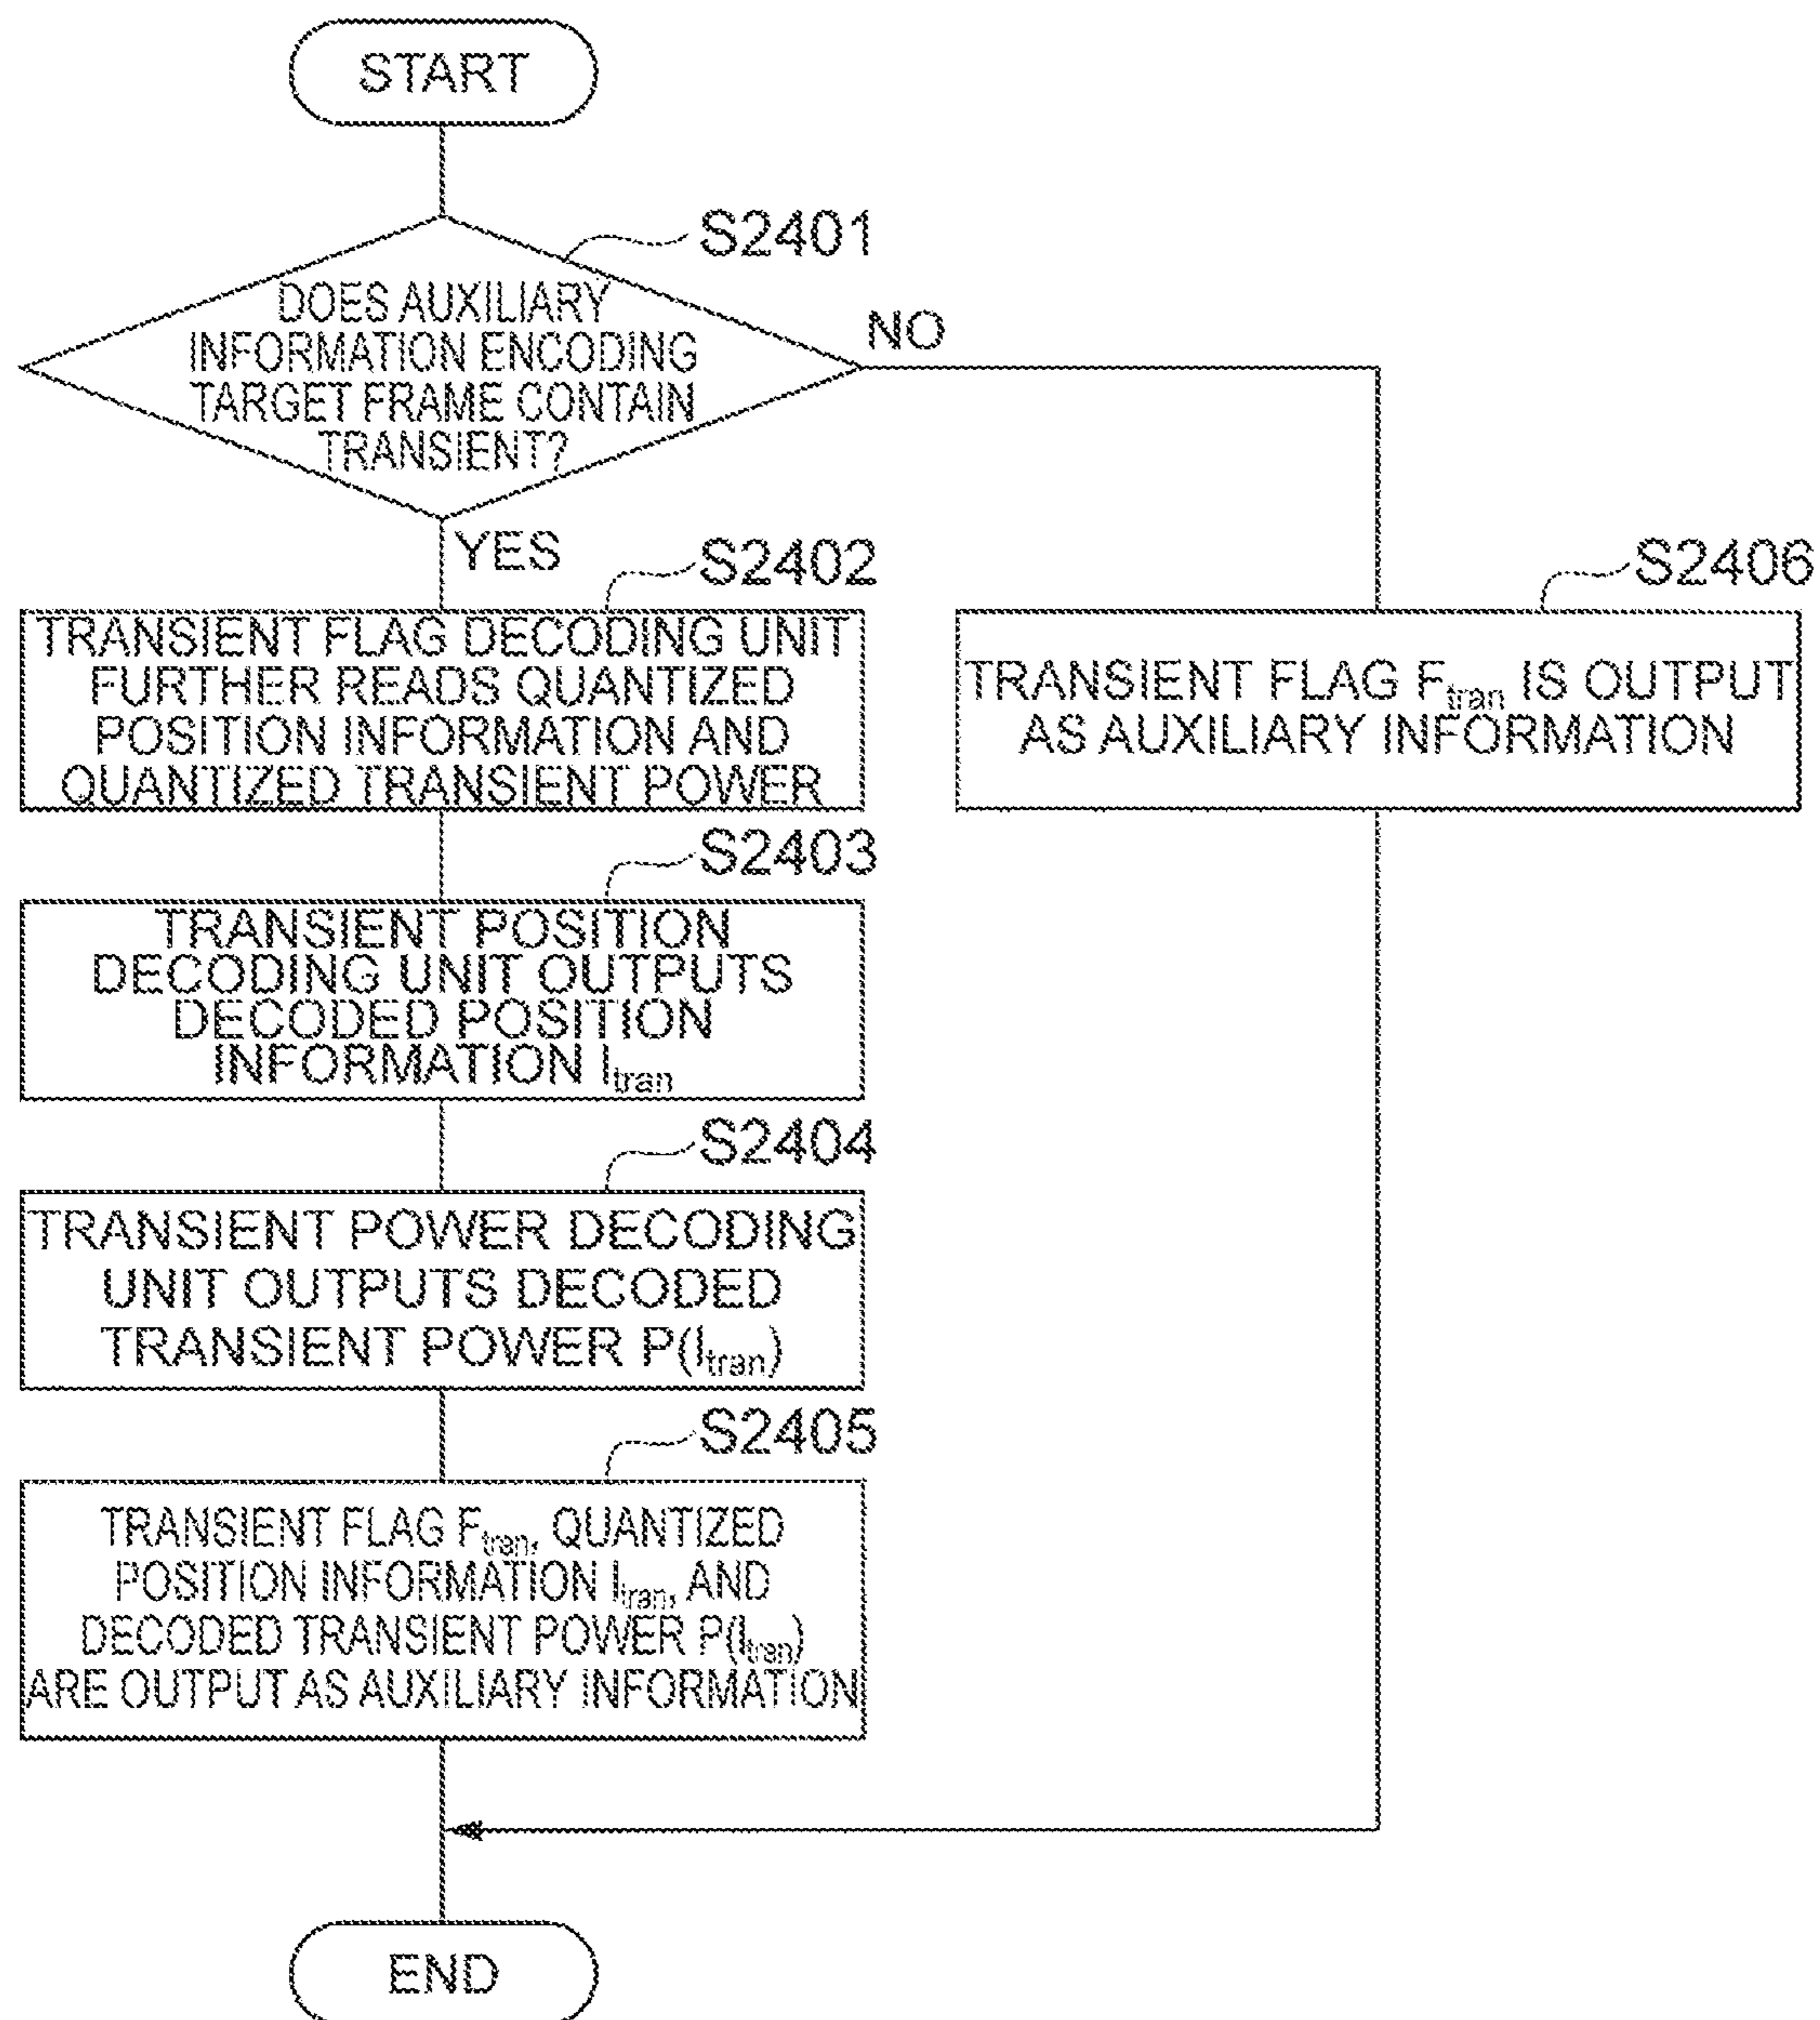 START
S2401
DOES AUXILIARY
INFORMATION ENCODING
TARGET FRAME CONTAIN
TRANSIENT?
NO
YES
S2402
TRANSIENT FLAG DECODING UNIT
FURTHER READS QUANTIZED
POSITION INFORMATION AND
QUANTIZED TRANSIENT POWER
S2406
TRANSIENT FLAG Ftran IS OUTPUT
AS AUXILIARY INFORMATION
S2403
TRANSIENT POSITION
DECODING UNIT OUTPUTS
DECODED POSITION
INFORMATION Itran
S2404
TRANSIENT POWER DECODING
UNIT OUTPUTS DECODED
TRANSIENT POWER P(Itran)
S2405
TRANSIENT FLAG Ftran, QUANTIZED
POSITION INFORMATION Itran, AND
DECODED TRANSIENT POWER P(Itran)
ARE OUTPUT AS AUXILIARY INFORMATION
END